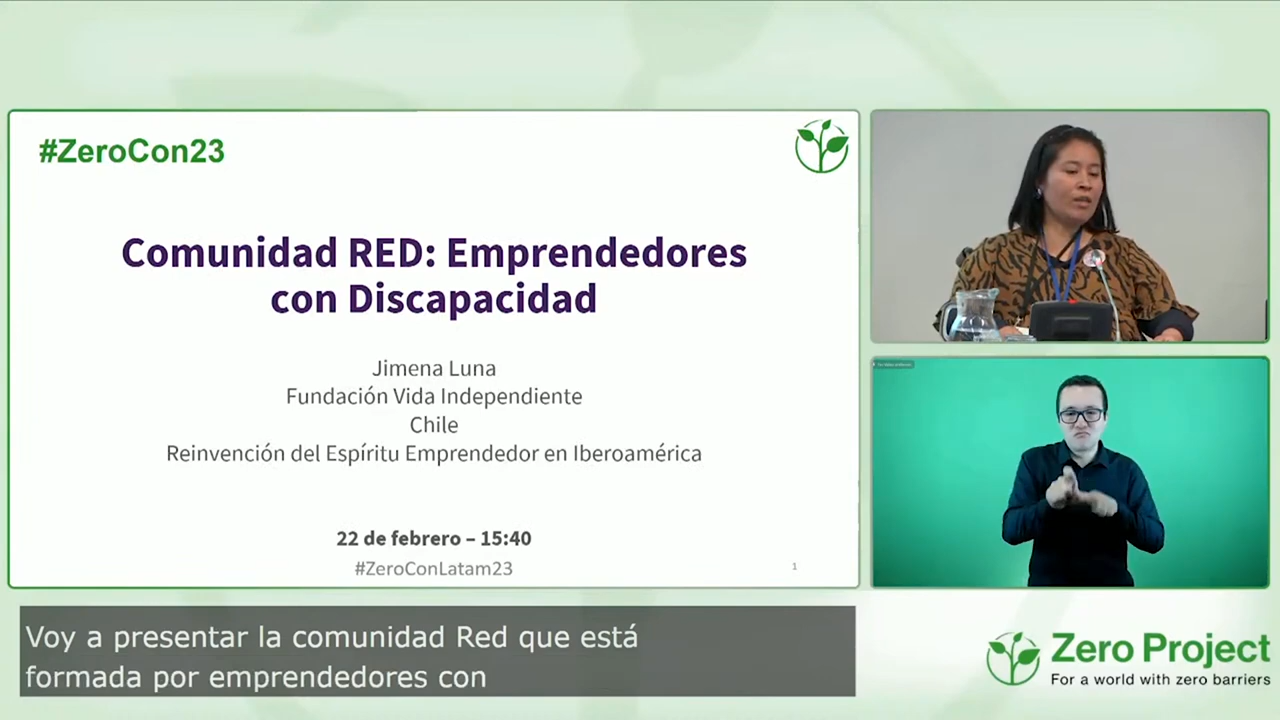 #ZeroCon23
Comunidad RED: Emprendedores
con Discapacidad
Jimena Luna
Fundación Vida Independiente
Chile
Reinvención del Espíritu Emprendedor en Iberoamérica
22 de febrero – 15:40
#ZeroConLatam23
1
Voy a presentar la comunidad Red que está
formada por emprendedores con
Zero Project
For a world with zero barriers